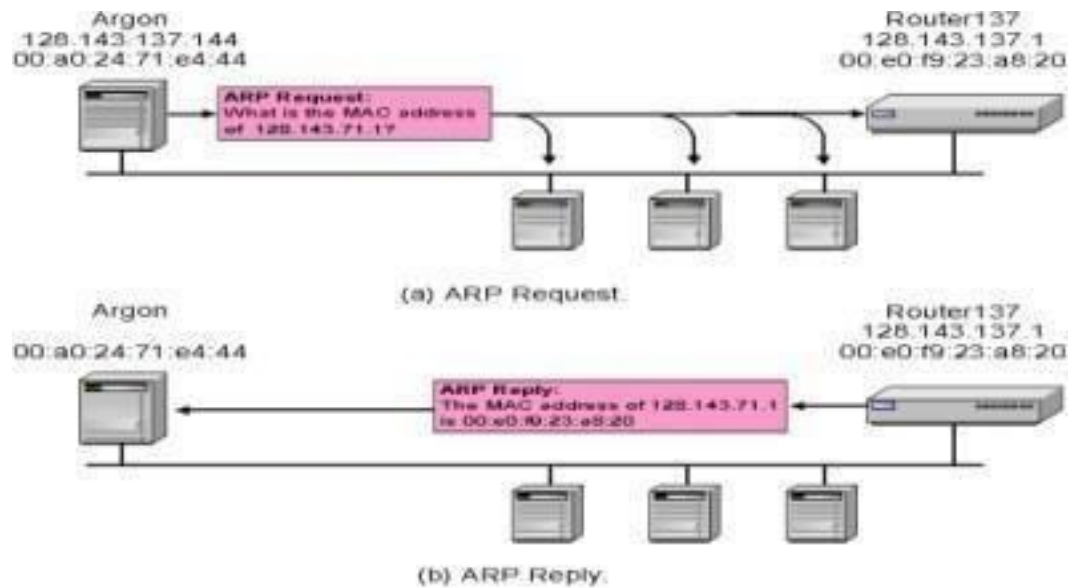 Argon
128.143.137.144
00:a0:24:71:e4:44
Router137
128.143.137.1
00:e0:f9:23:a8:20
ARP Request:
What is the MAC address
of 128.143.71.1?
(a) ARP Request.
Argon
00:a0:24:71:e4:44
Router137
128.143.137.1
00:e0:f9:23:a8:20
ARP Reply:
The MAC address of 128.143.71.1
is 00:e0:f9:23:a8:20
(b) ARP Reply.